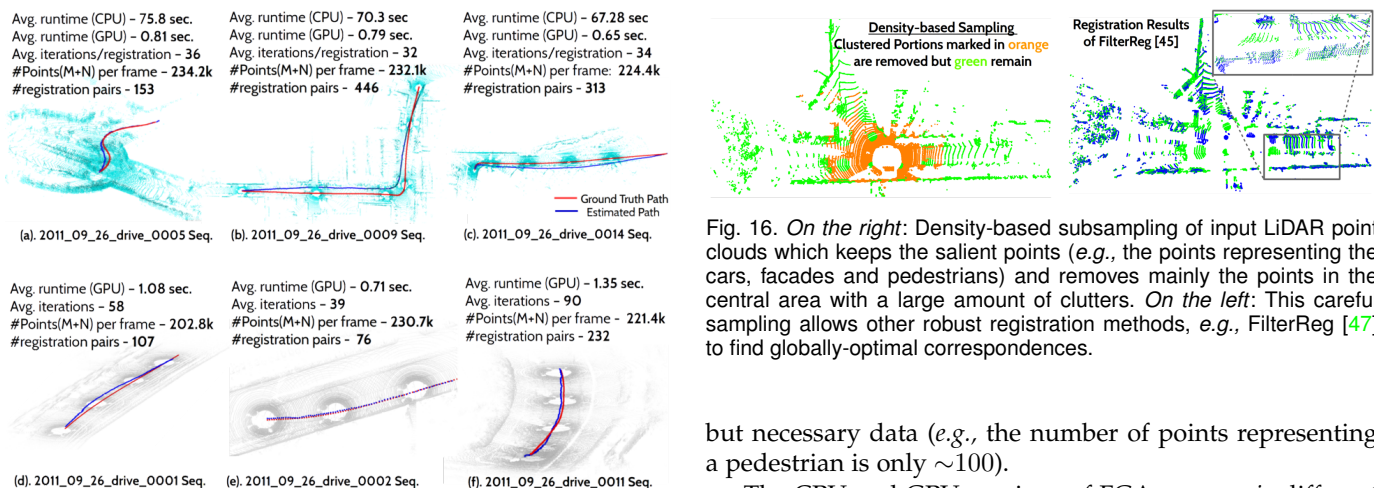 Avg. runtime (CPU) – 75.8 sec.
Avg. runtime (GPU) – 0.81 sec.
Avg. iterations/registration – 36
#Points(M+N) per frame – 234.2k
#registration pairs – 153
(a). 2011_09_26_drive_0005 Seq.
Avg. runtime (CPU) – 70.3 sec
Avg. runtime (GPU) – 0.79 sec.
Avg. iterations/registration – 32
#Points(M+N) per frame – 232.1k
#registration pairs – 446
(b). 2011_09_26_drive_0009 Seq.
Avg. runtime (CPU) – 67.28 sec
Avg. runtime (GPU) – 0.65 sec.
Avg. iterations/registration – 34
#Points(M+N) per frame: 224.4k
#registration pairs – 313
Ground Truth Path
Estimated Path
(c). 2011_09_26_drive_0014 Seq.
Avg. runtime (GPU) – 1.08 sec.
Avg. iterations – 58
#Points(M+N) per frame – 202.8k
#registration pairs – 107
(d). 2011_09_26_drive_0001 Seq.
Avg. runtime (GPU) – 0.71 sec.
Avg. iterations – 39
#Points(M+N) per frame – 230.7k
#registration pairs – 76
(e). 2011_09_26_drive_0002 Seq.
Avg. runtime (GPU) – 1.35 sec.
Avg. iterations – 90
#Points(M+N) per frame – 221.4k
#registration pairs – 232
(f). 2011_09_26_drive_0011 Seq.
Density-based Sampling
Clustered Portions marked in orange
are removed but green remain
Registration Results
of FilterReg [45]
Fig. 16. On the right: Density-based subsampling of input LiDAR point
clouds which keeps the salient points (e.g., the points representing the
cars, facades and pedestrians) and removes mainly the points in the
central area with a large amount of clutters. On the left: This careful
sampling allows other robust registration methods, e.g., FilterReg [47]
to find globally-optimal correspondences.
but necessary data (e.g., the number of points representing
a pedestrian is only ∼100).